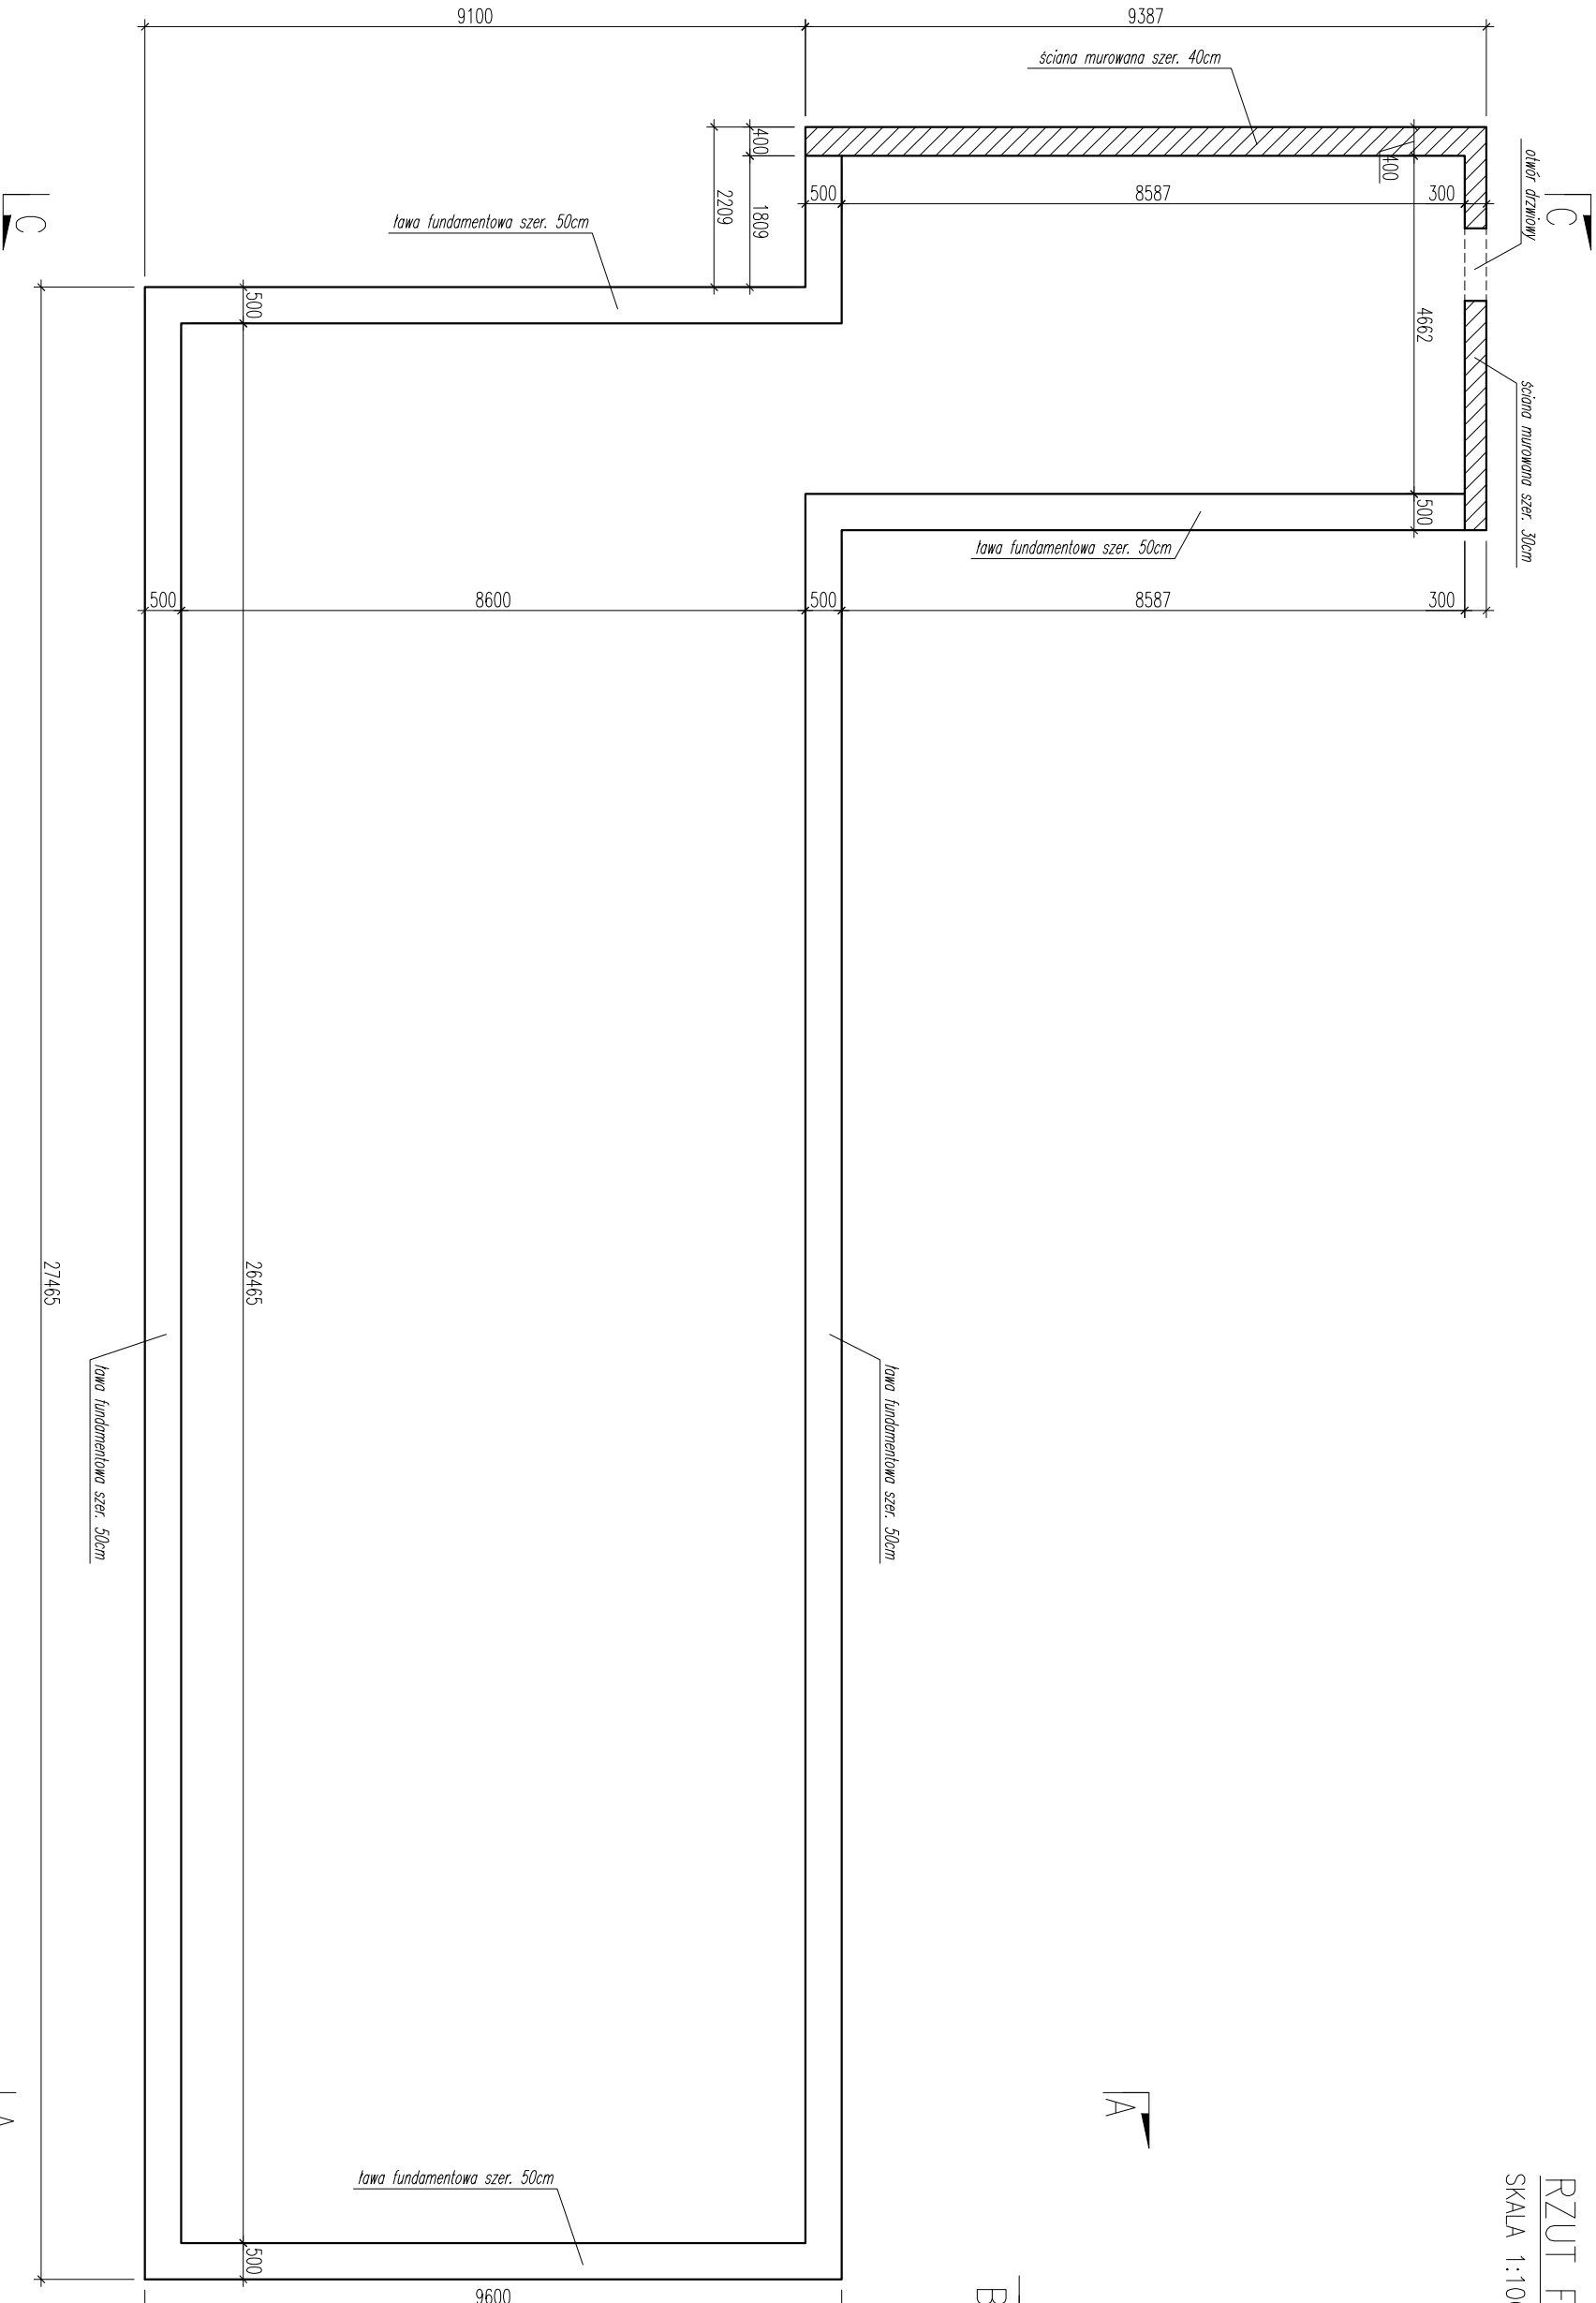 9100
9387
ściana murowana szer. 40cm
400
1809
2209
400
500
8587
300
otwór drzwiowy
C
C
ława fundamentowa szer. 50cm
500
4662
500
ściana murowana szer. 30cm
ława fundamentowa szer. 50cm
500
8600
500
8587
300
27465
26465
ława fundamentowa szer. 50cm
ława fundamentowa szer. 50cm
A
ława fundamentowa szer. 50cm
500
9600
RZUT
SKALA